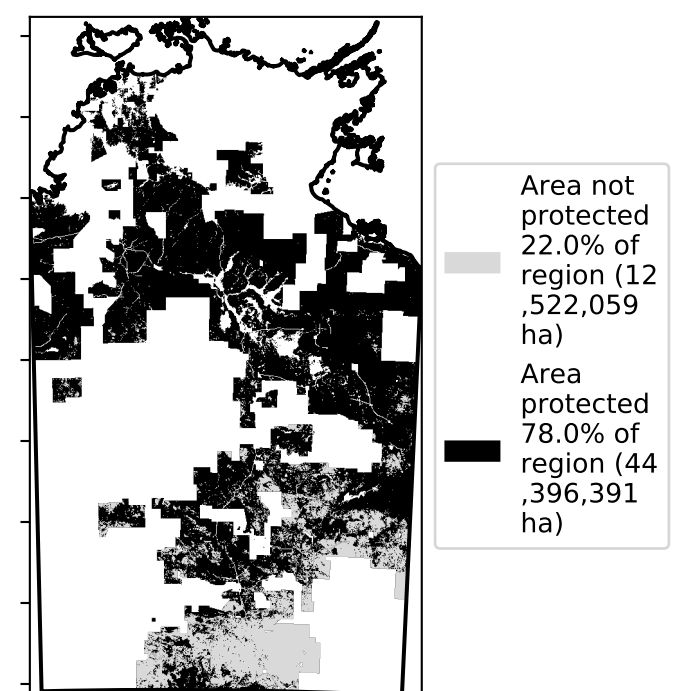 Area not
protected
22.0% of
region (12
,522,059
ha)
Area
protected
78.0% of
region (44
,396,391
ha)